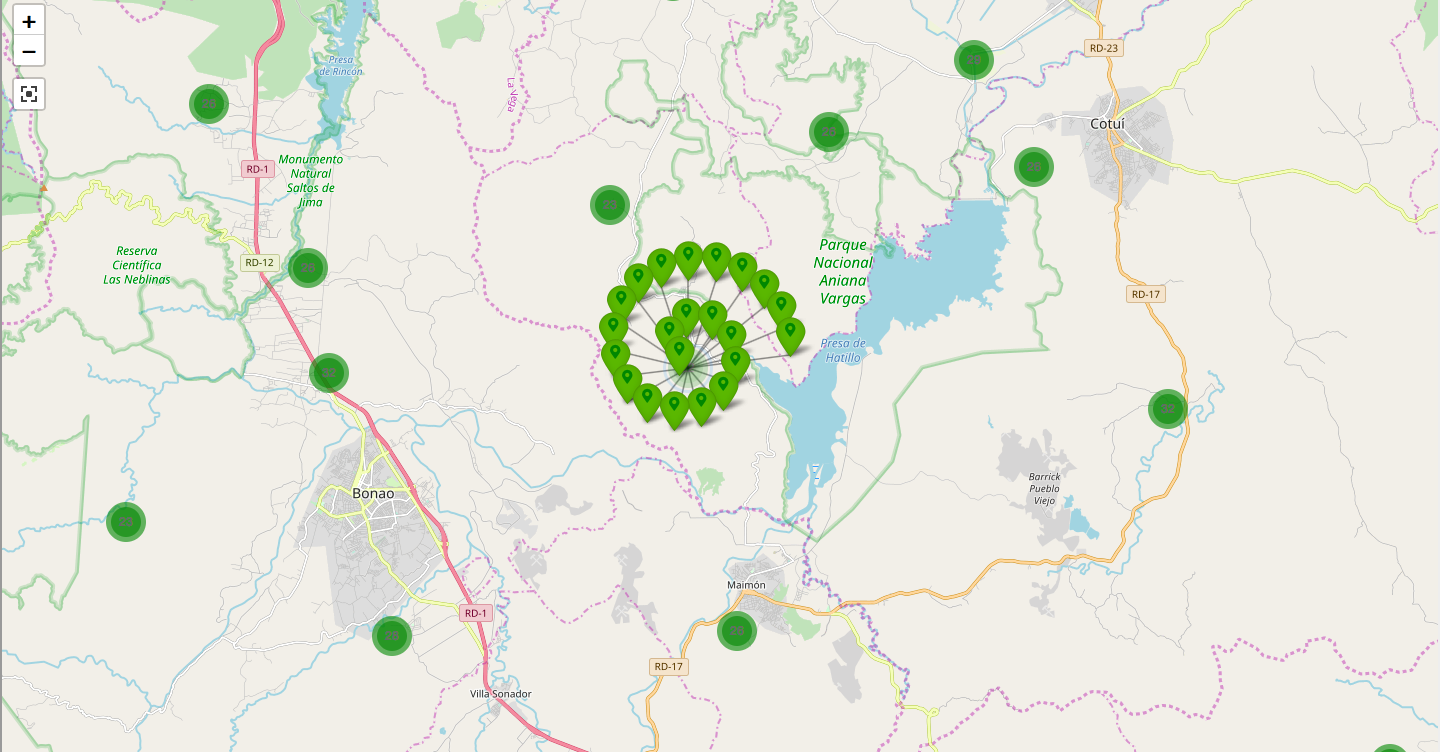 +
−
RD-23
Presa
de Rincón
La Vega
Cotuí
RD-1
Monumento
Natural
Saltos de
Jima
Reserva
Científica
Las Neblinas
RD-12
Parque
Nacional
Aniana
Vargas
RD-17
Presa de
Hatillo
Barrick
Pueblo
Viejo
Bonao
Maimón
RD-1
RD-17
Villa Sonador